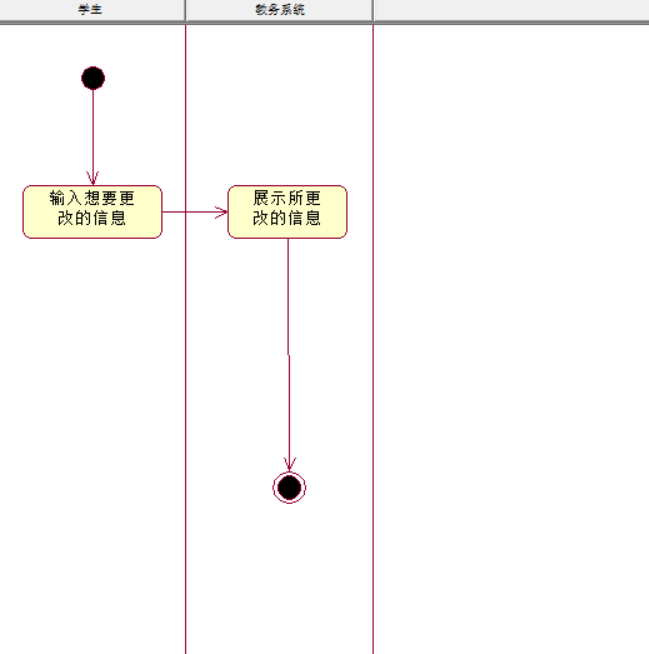 学生
教务系统
输入想要更
改的信息
展示所更
改的信息